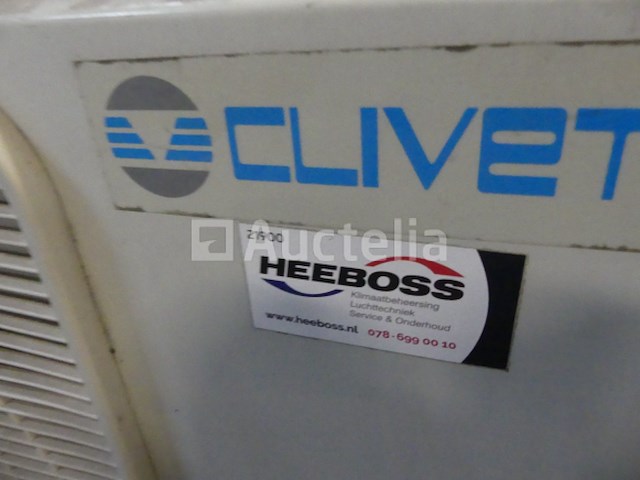 CLIVET
Auctelia
HEEBOSS
Klimaatbeheersing
Luchttechniek
Service & Onderhoud
www.heeboss.nl 078-699 00 10